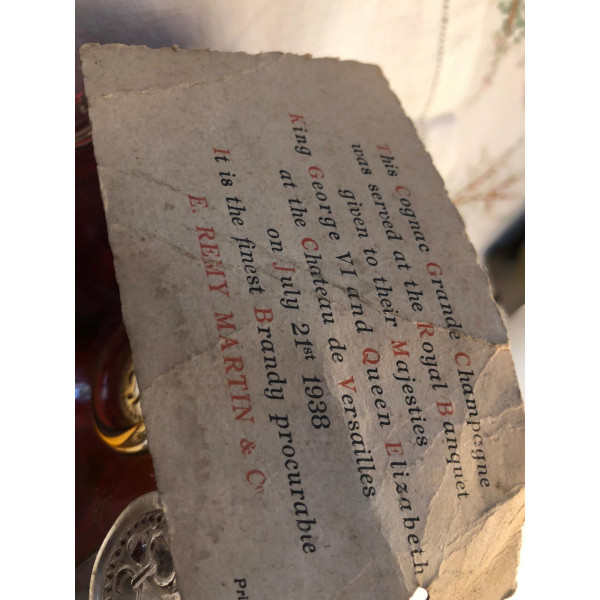 This Cognac Grande Champagne
was served at the Royal Banquet
given to their Majesties
King George VI and Queen Elizabeth
at the Chateau de Versailles
on July 21st 1938
It is the finest Brandy procurable
E. REMY MARTIN & Co
Pri